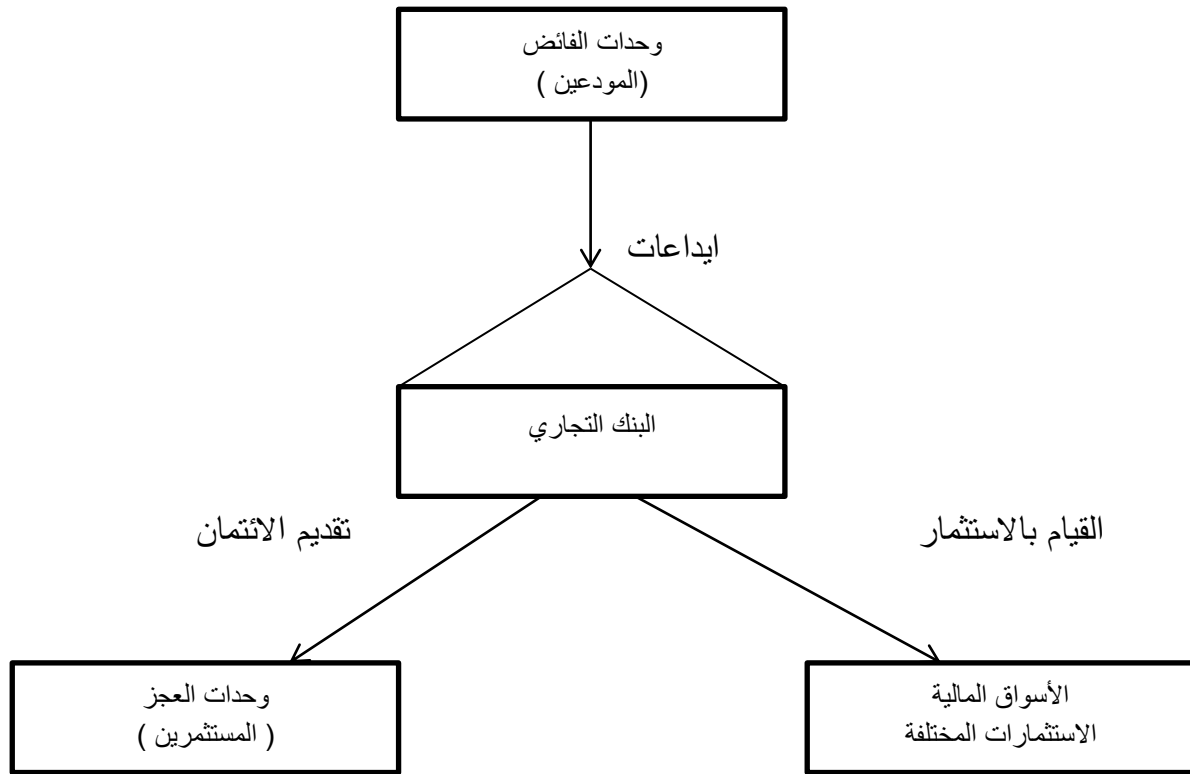 وحدات الفائض
(المودعين )
ايداعات
البنك التجاري
القيام بالاستثمار
تقديم الائتمان
الأسواق المالية
الاستثمارات المختلفة
وحدات العجز
( المستثمرين )